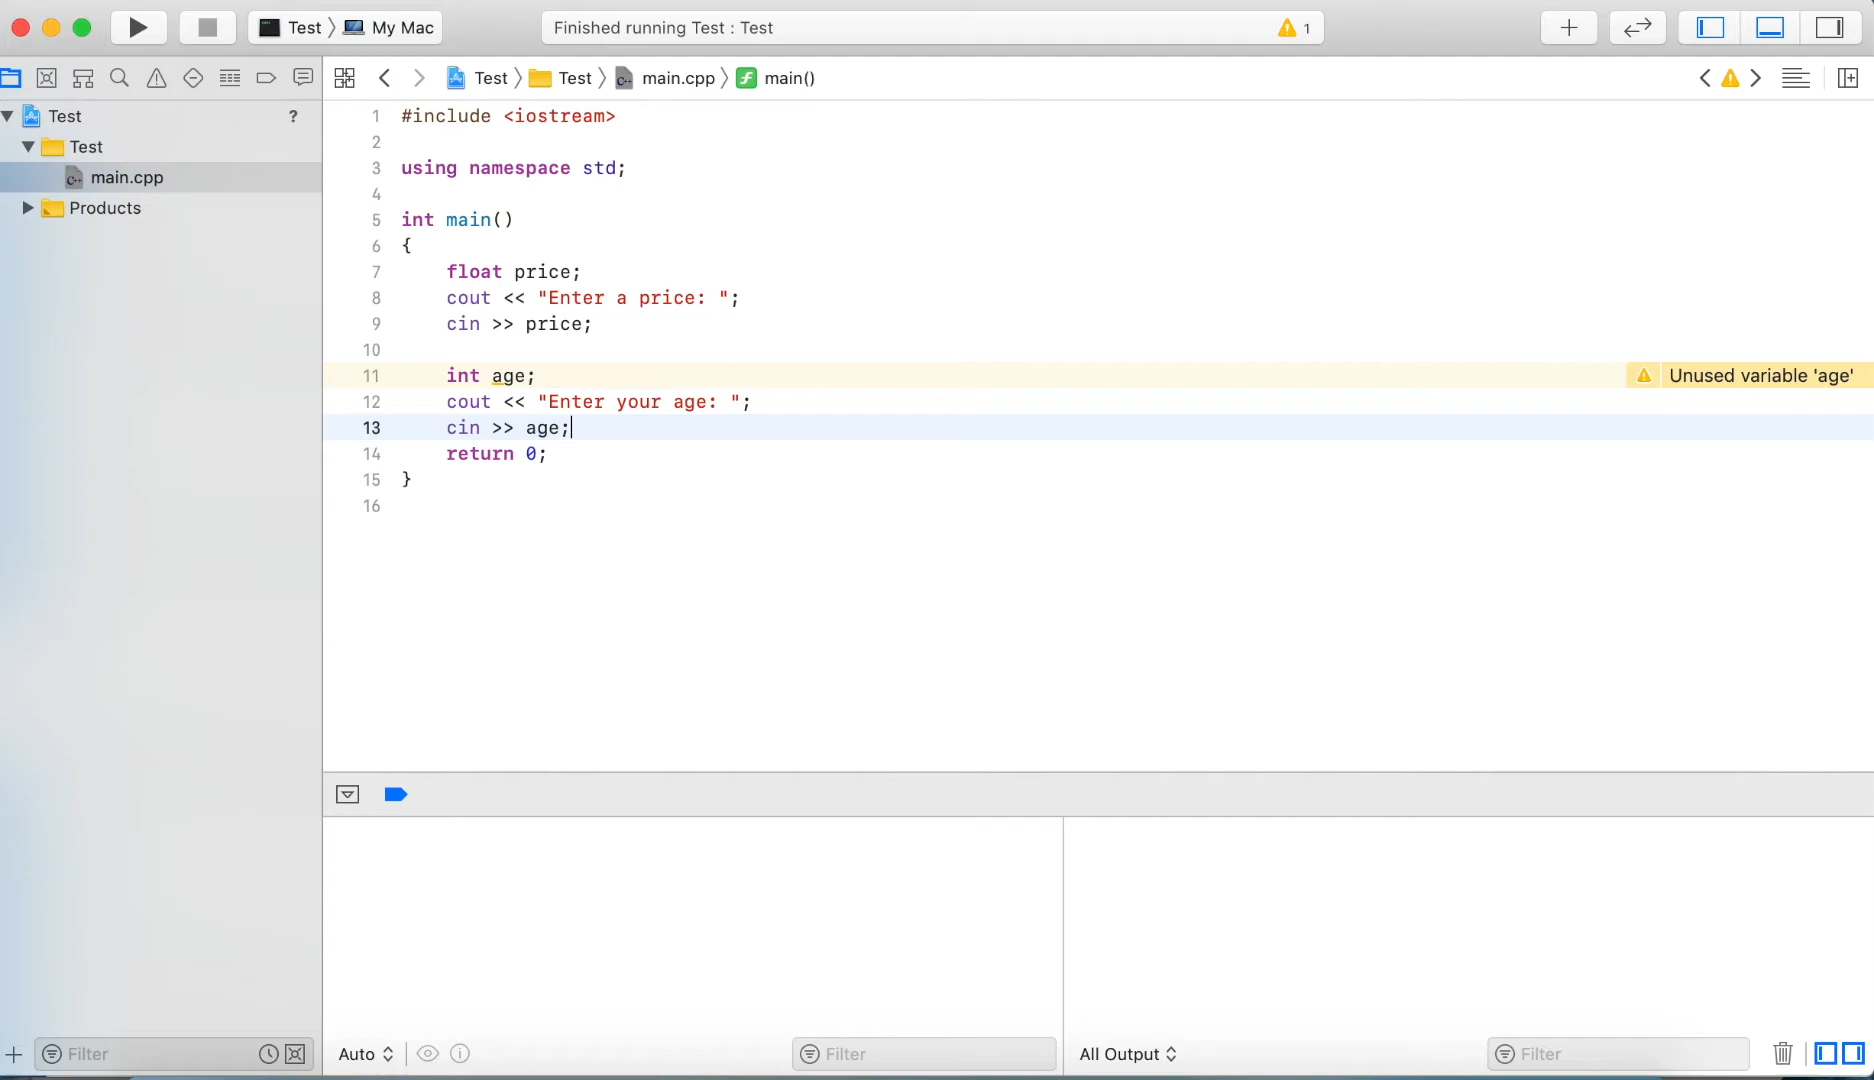 Test 〉 My Mac
Finished running Test : Test
1
Test 〉 Test 〉 main.cpp 〉 main()
Test ?
Test
main.cpp
Products
1 #include <iostream>
2
3 using namespace std;
4
5 int main()
6 {
7 float price;
8 cout << "Enter a price: ";
9 cin >> price;
10
11 int age;
Unused variable 'age'
12 cout << "Enter your age: ";
13 cin >> age;
14 return 0;
15 }
16
Filter
Auto
Filter
All Output
Filter